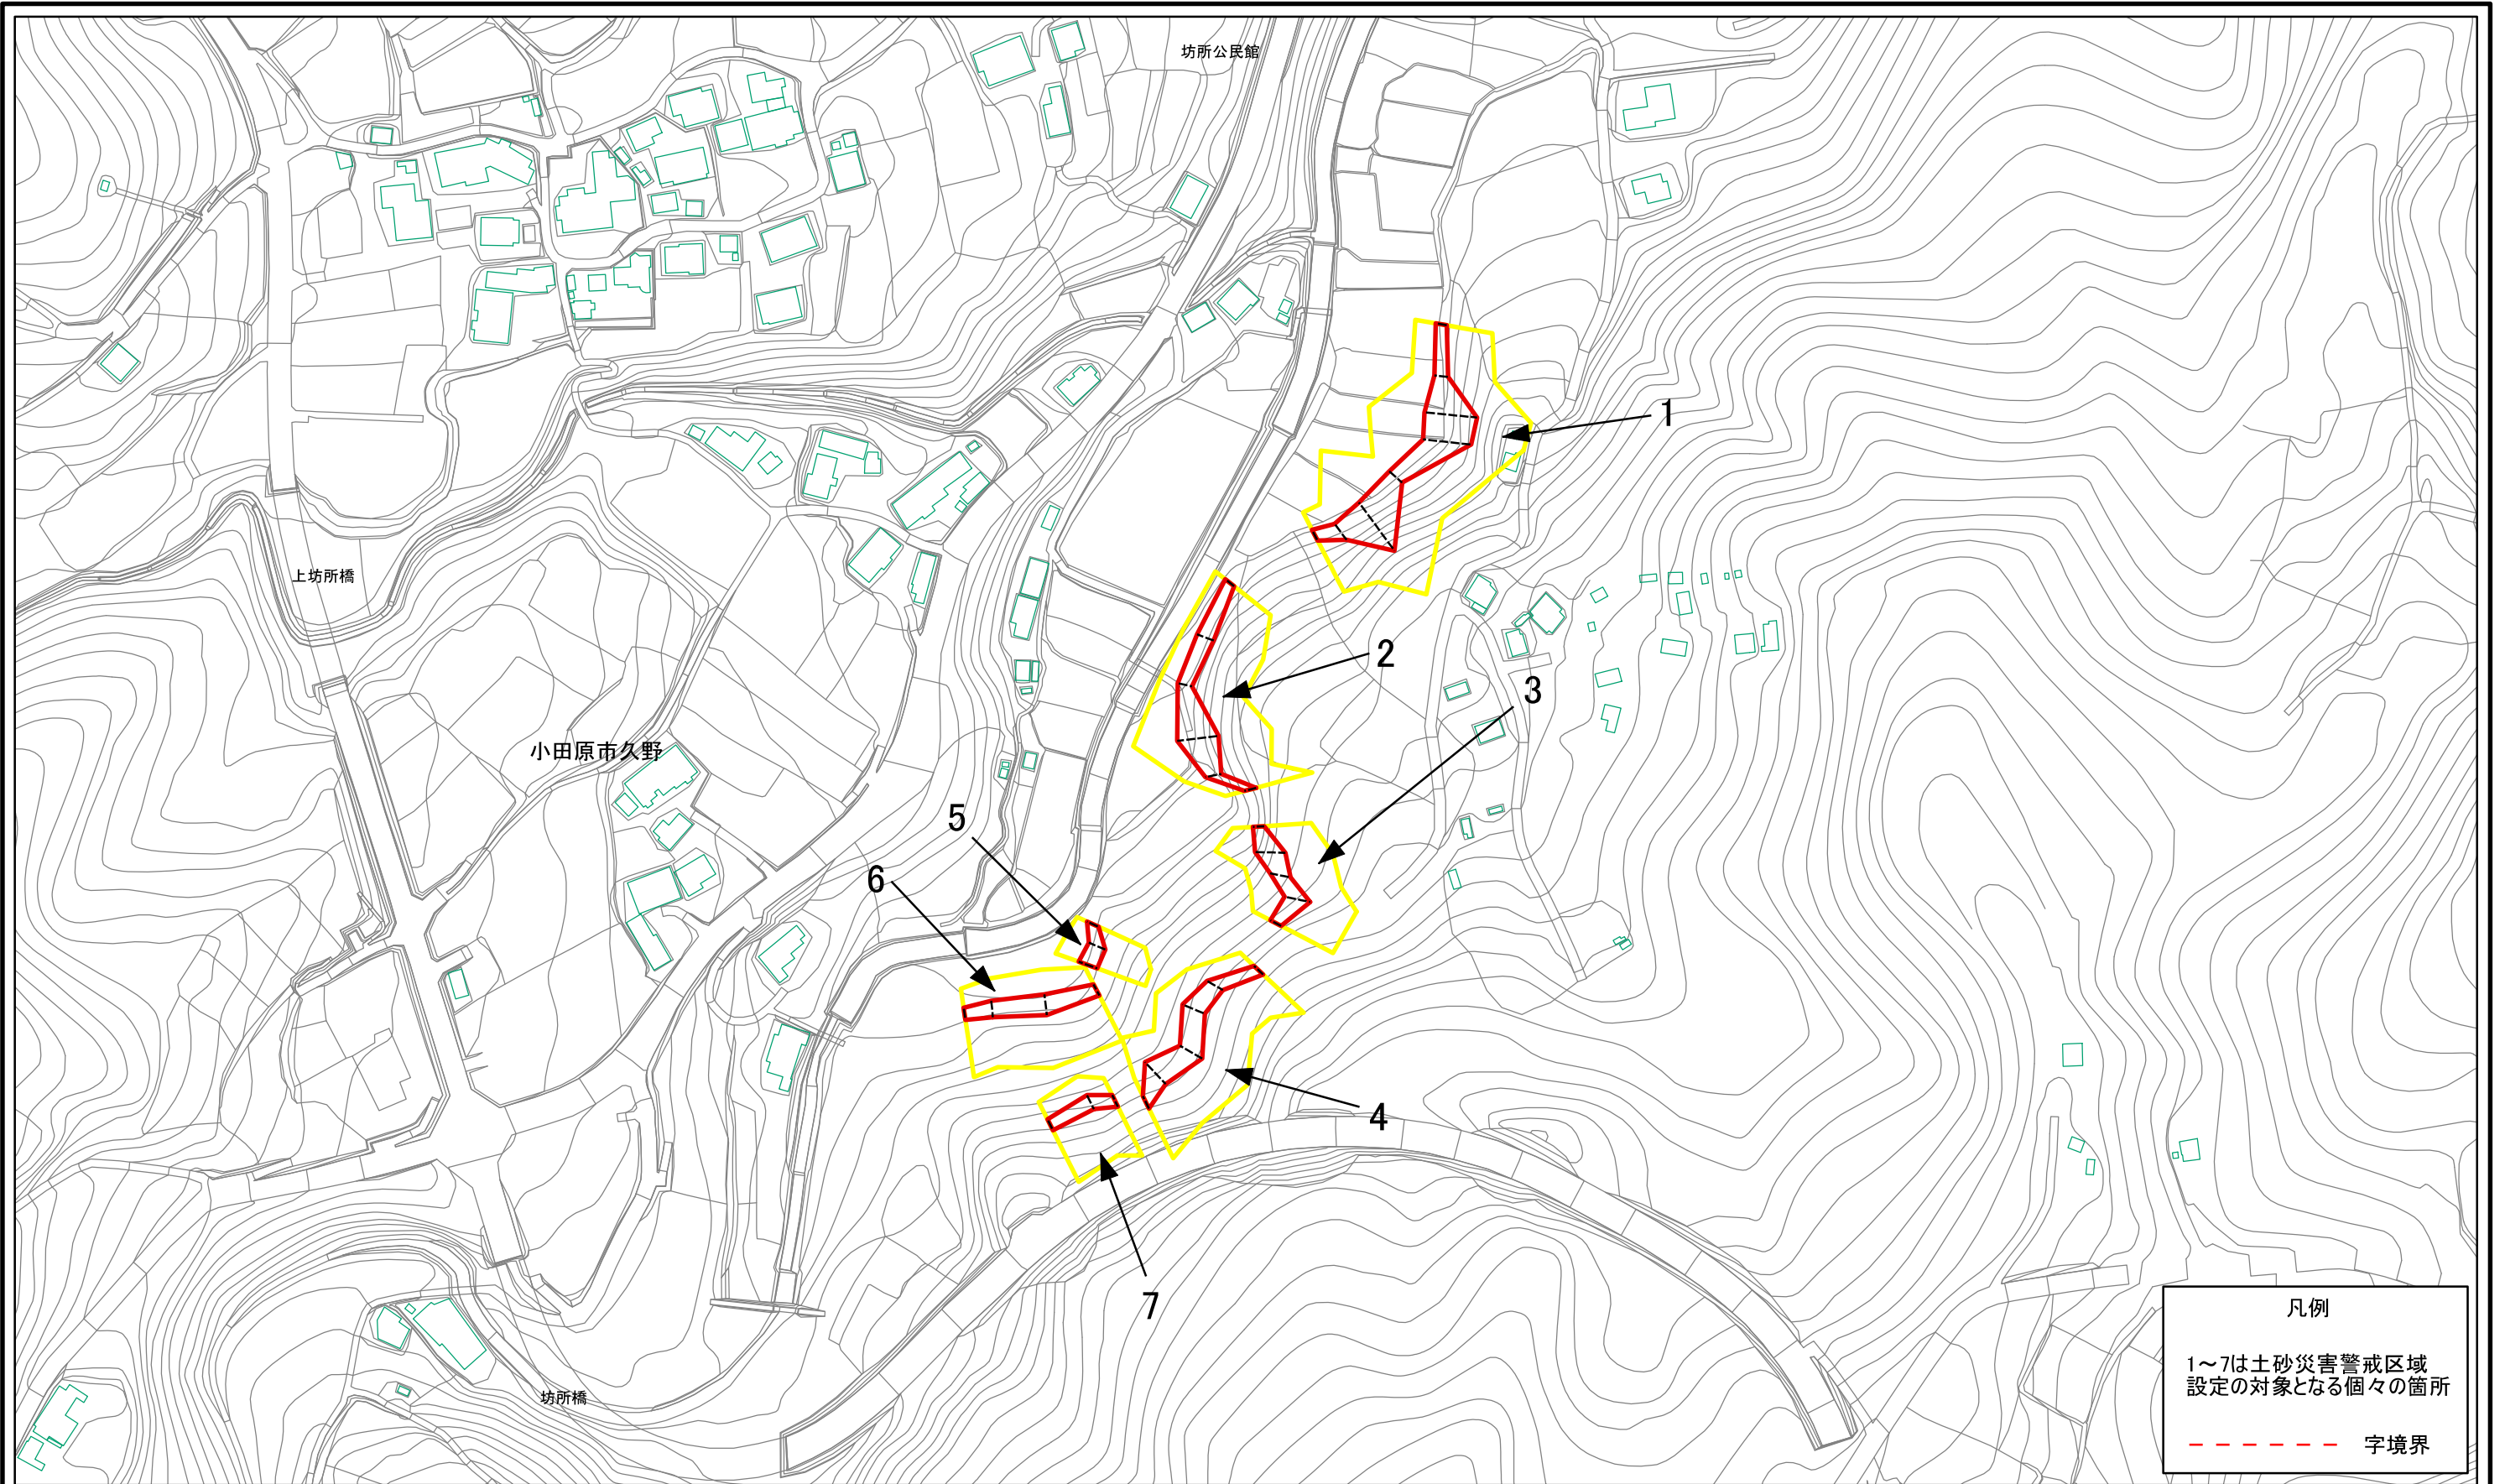 坊所公民館
1
上坊所橋
2
3
小田原市久野
5
6
4
7
凡例
1～7は土砂災害警戒区域
設定の対象となる個々の箇所
字境界
坊所橋